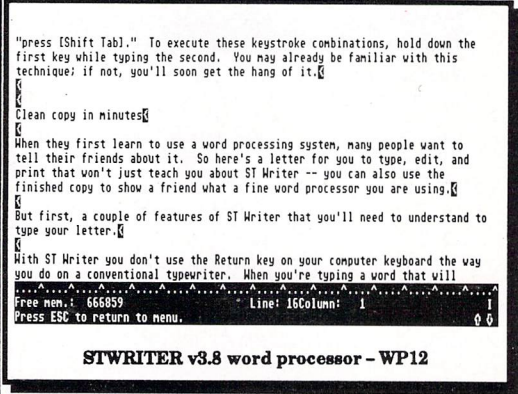 "press [Shift Tab]."  To execute these keystroke combinations, hold down the
first key while typing the second.  You may already be familiar with this
technique; if not, you'll soon get the hang of it.
Clean copy in minutes
When they first learn to use a word processing system, many people want to
tell their friends about it.  So here's a letter for you to type, edit, and
print that won't just teach you about ST Writer -- you can also use the
finished copy to show a friend what a fine word processor you are using.
But first, a couple of features of ST Writer that you'll need to understand to
type your letter.
With ST Writer you don't use the Return key on your computer keyboard the way
you do on a conventional typewriter.  When you're typing a word that will
Free mem.:  666859 Line: 16Column:   1 I
Press ESC to return to menu.
STWRITER v3.8 word processor – WP12